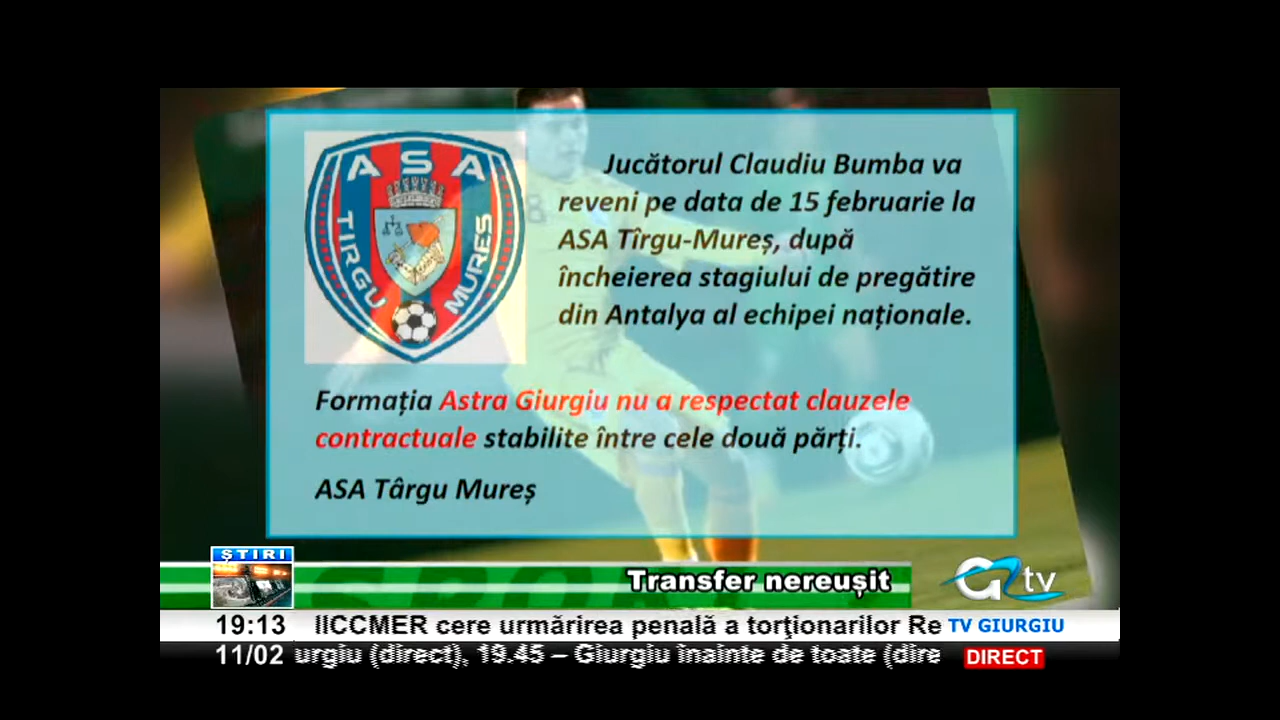 ASA
TIRGU
MUREȘ
Jucătorul Claudiu Bumba va
reveni pe data de 15 februarie la
ASA Tîrgu-Mureș, după
încheierea stagiului de pregătire
din Antalya al echipei naționale.
Formația Astra Giurgiu nu a respectat clauzele
contractuale stabilite între cele două părți.
ASA Târgu Mureș
ȘTIRI
Transfer nereușit
G2 tv
19:13 IICCMER cere urmărirea penală a torţionarilor Re TV GIURGIU
11/02 urgiu (direct), 19.45 – Giurgiu înainte de toate (dire DIRECT